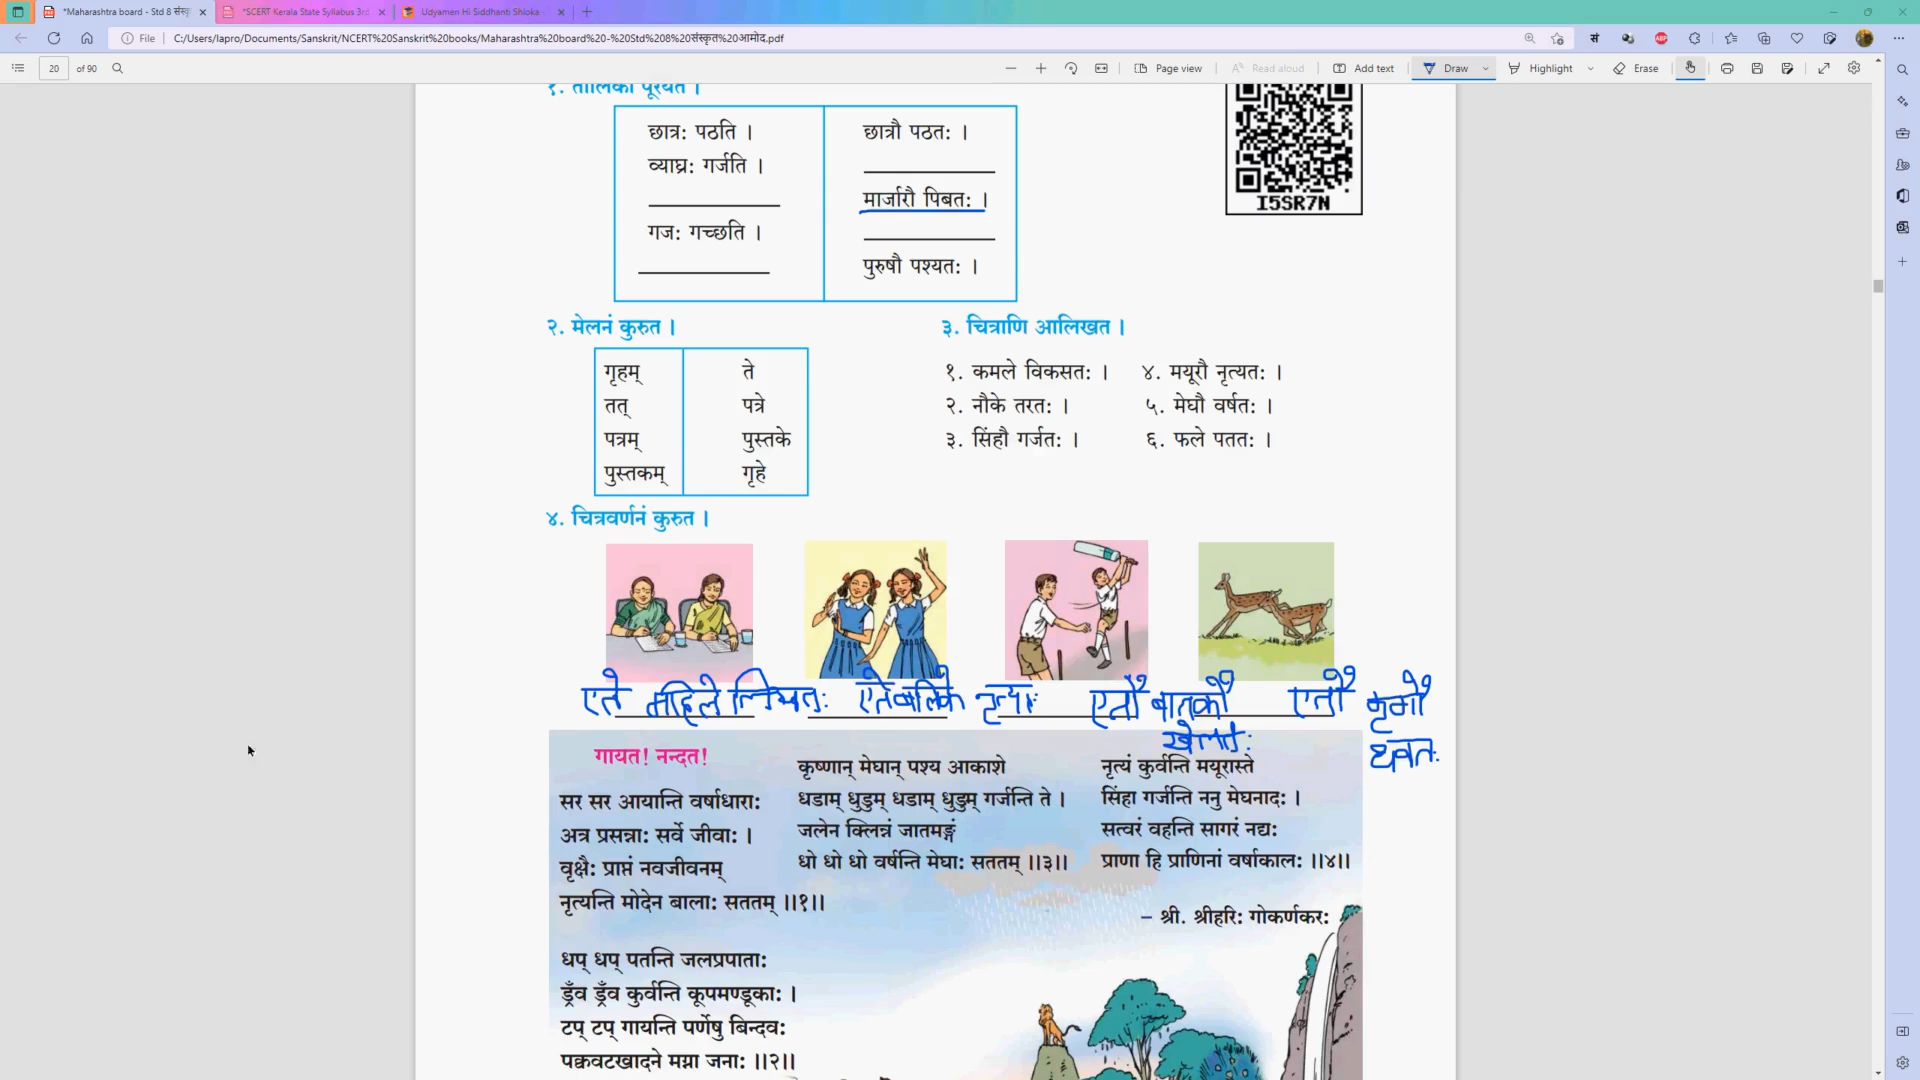 *Maharashtra board - Std 8 संस्कृ
*SCERT Kerala State Syllabus 3rd
Udyamen Hi Siddhanti Shloka -
File
C:/Users/lapro/Documents/Sanskrit/NCERT%20Sanskrit%20books/Maharashtra%20board%20-%20Std%208%20संस्कृत%20आमोद.pdf
20 of 90
Page view
Read aloud
Add text
Draw
Highlight
Erase
१. तालिकां पूरयत ।
छात्रः पठति । छात्रौ पठतः ।
व्याघ्रः गर्जति ।
मार्जारौ पिबतः ।
गजः गच्छति ।
पुरुषौ पश्यतः ।
I5SR7N
२. मेलनं कुरुत ।
गृहम् ते
तत् पत्रे
पत्रम् पुस्तके
पुस्तकम् गृहे
३. चित्राणि आलिखत ।
१. कमले विकसतः । ४. मयूरौ नृत्यतः ।
२. नौके तरतः । ५. मेघौ वर्षतः ।
३. सिंहौ गर्जतः । ६. फले पततः ।
४. चित्रवर्णनं कुरुत ।
एते महिले लिखतः
एतौ बालकौ
खेलतः
एतौ मृगौ
गायत! नन्दत!
सर सर आयान्ति वर्षाधाराः
अत्र प्रसन्नाः सर्वे जीवाः ।
वृक्षैः प्राप्तं नवजीवनम्
नृत्यन्ति मोदेन बालाः सततम् ।।१।।
धप् धप् पतन्ति जलप्रपाताः
ड्रँव ड्रँव कुर्वन्ति कूपमण्डूकाः ।
टप् टप् गायन्ति पर्णेषु बिन्दवः
पक्ववटखादने मग्ना जनाः ।।२।।
कृष्णान् मेघान् पश्य आकाशे
धडाम् धुडुम् धडाम् धुडुम् गर्जन्ति ते ।
जलेन क्लिन्नं जातमङ्गं
धो धो धो वर्षन्ति मेघाः सततम् ।।३।।
नृत्यं कुर्वन्ति मयूरास्ते
सिंहा गर्जन्ति ननु मेघनादः ।
सत्वरं वहन्ति सागरं नद्यः
प्राणा हि प्राणिनां वर्षाकालः ।।४।।
– श्री. श्रीहरिः गोकर्णकरः